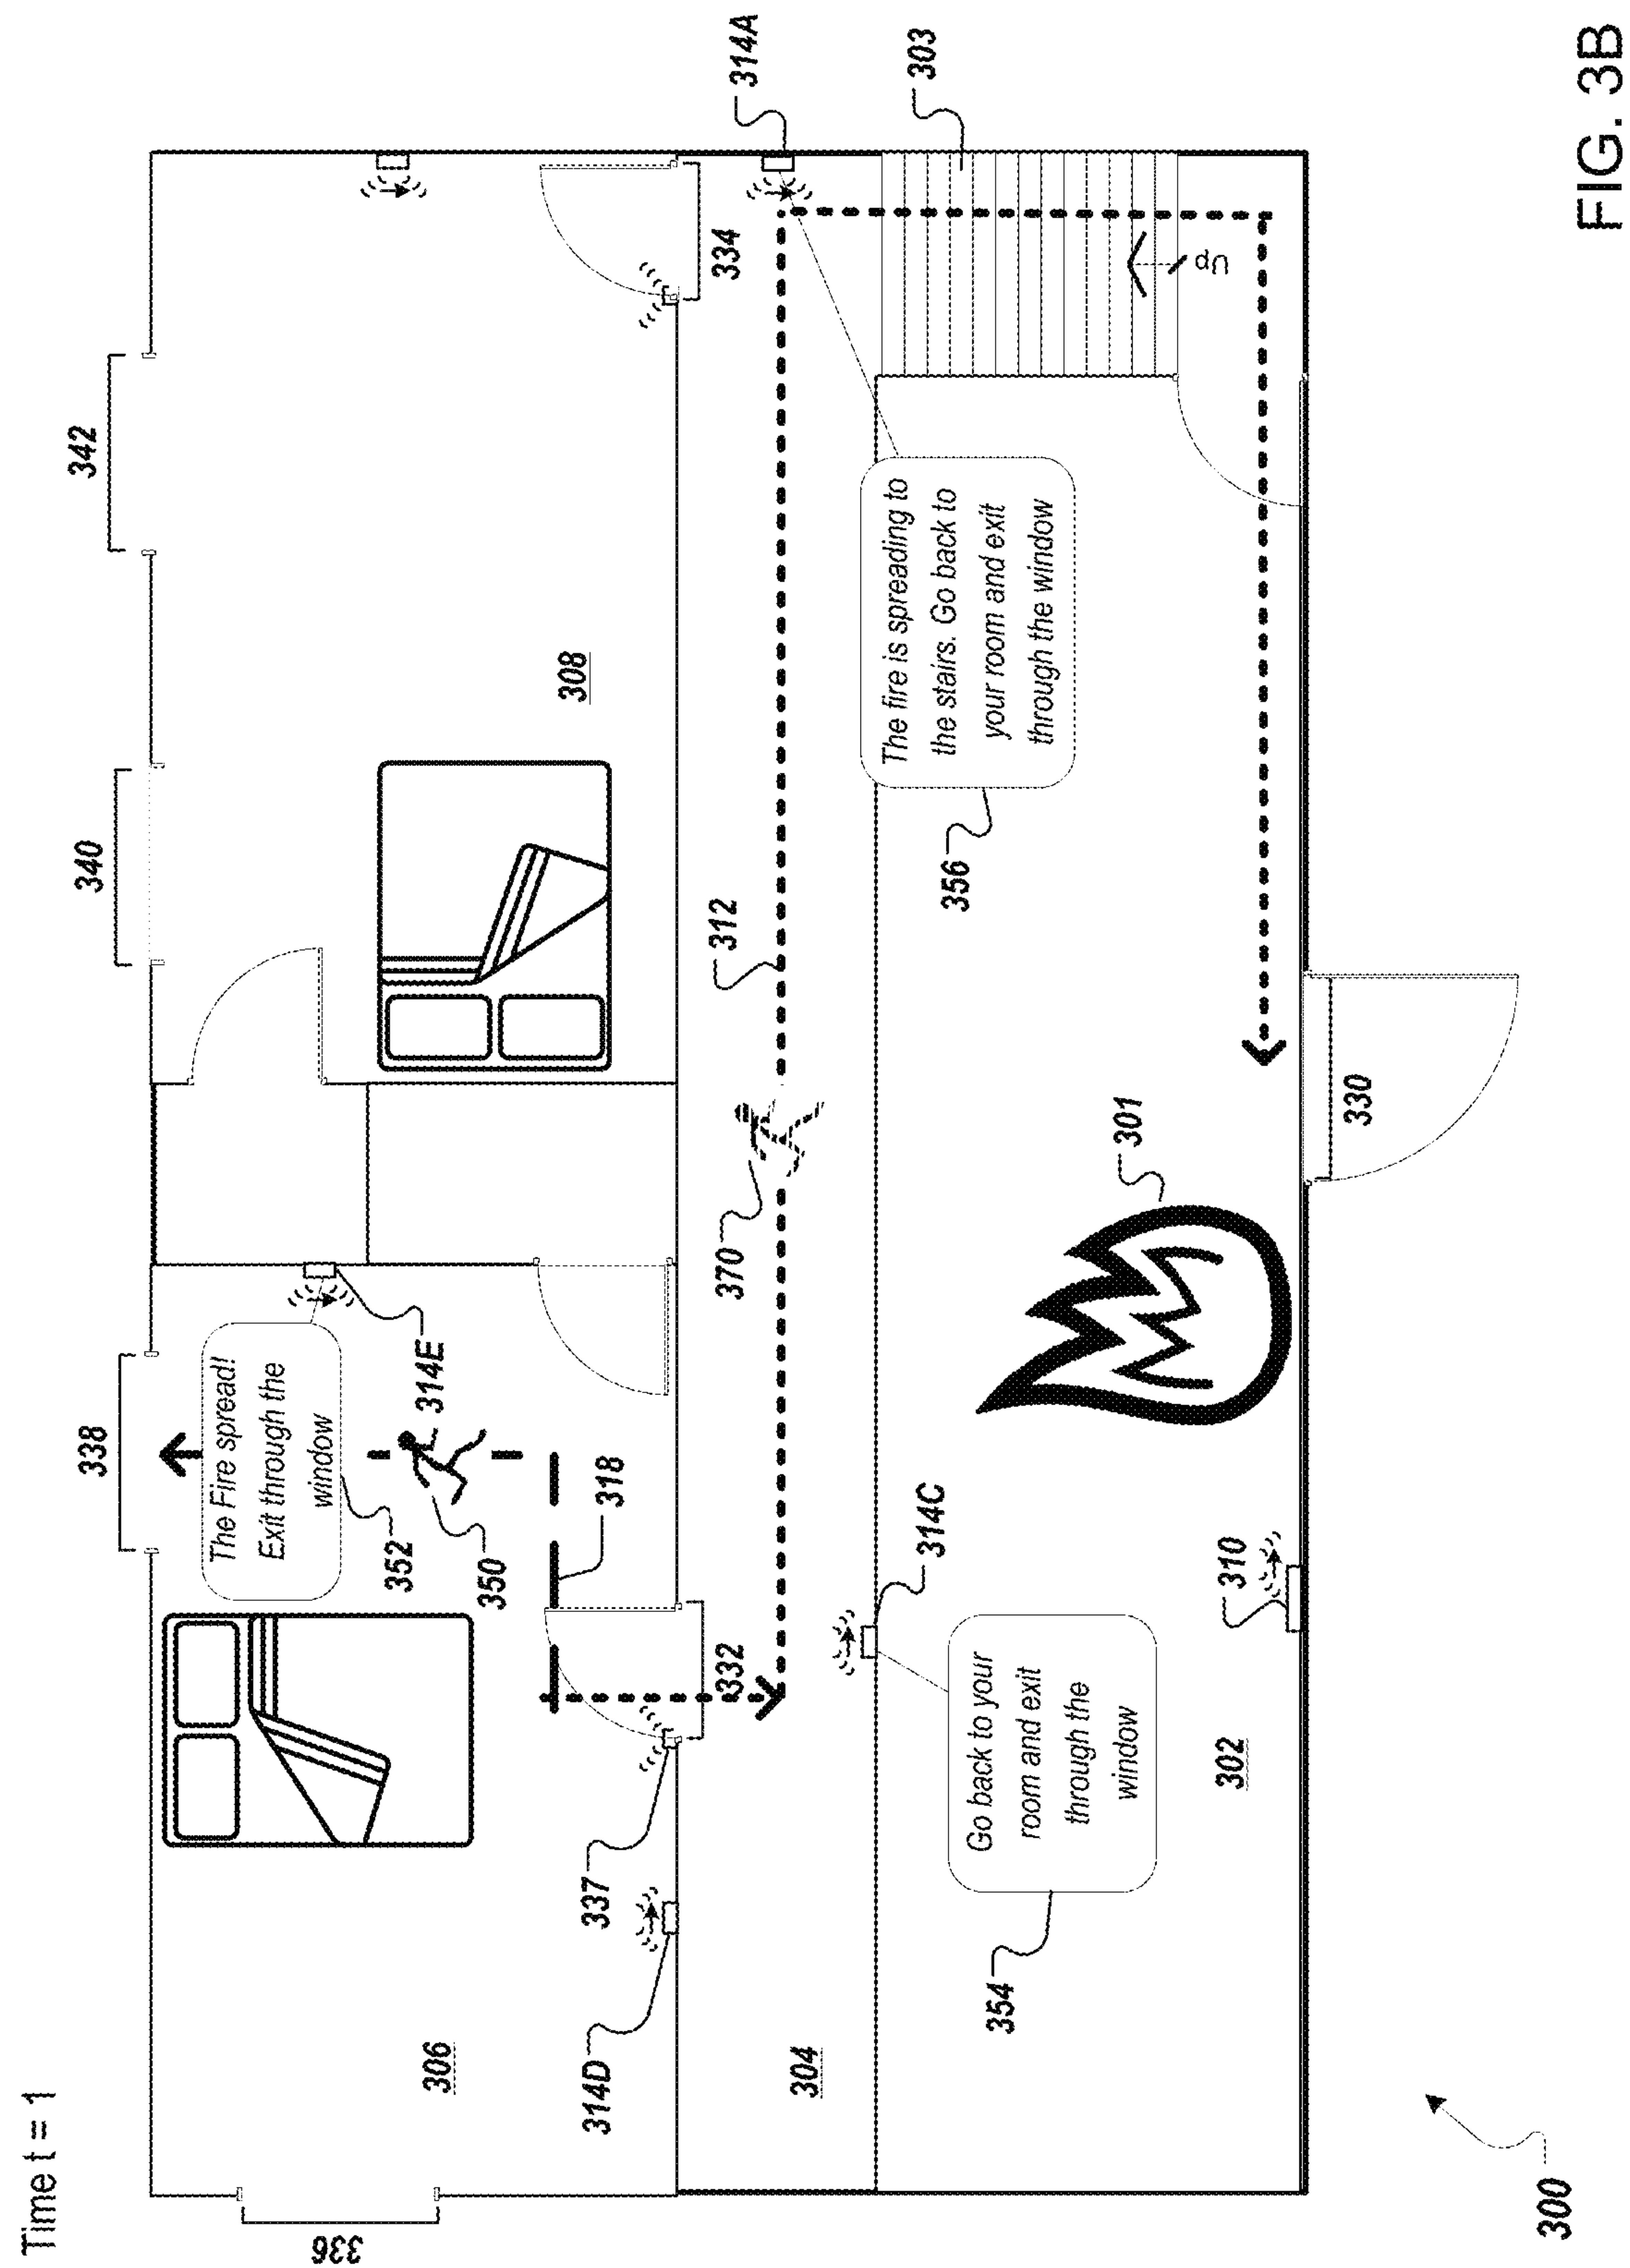 Time t = 1
336
338
340
342
The Fire spread!
Exit through the
window
352
314E
350
318
306
308
314D
337
332
334
314A
303
312
370
304
314C
The fire is spreading to
the stairs. Go back to
your room and exit
through the window
356
Up
Go back to your
room and exit
through the
window
354
310
302
301
330
300
FIG. 3B